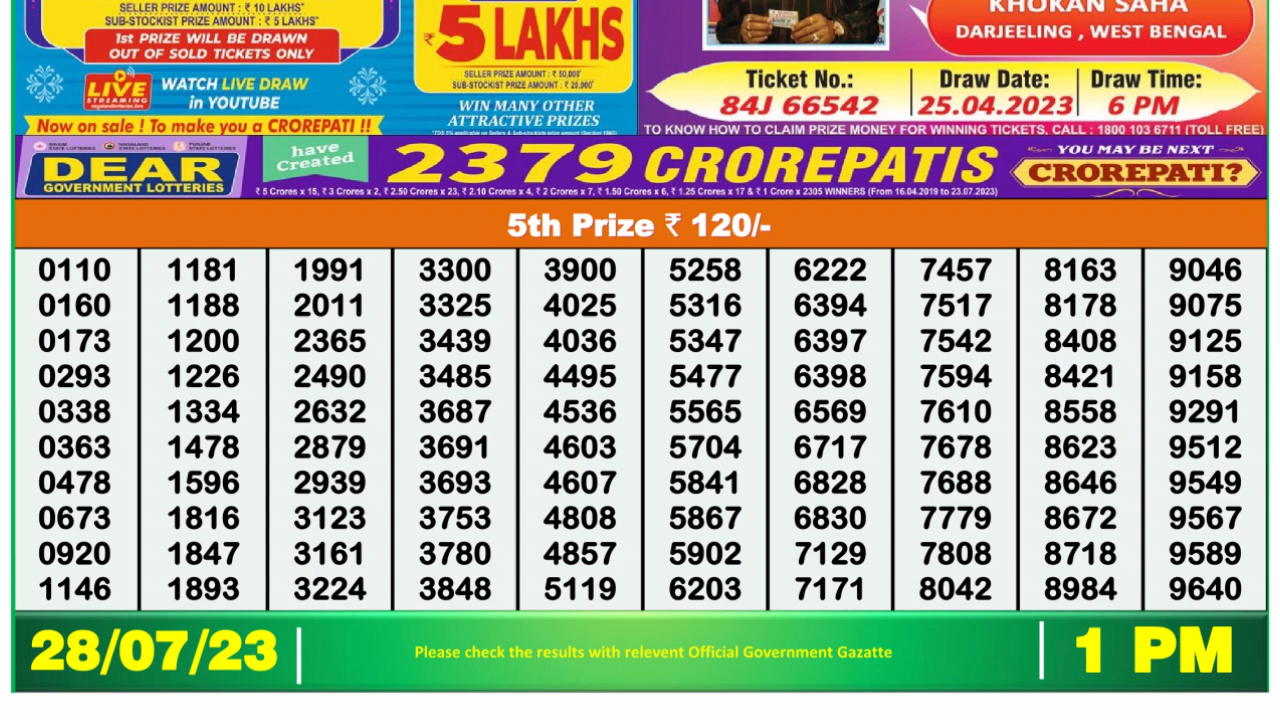 SELLER PRIZE AMOUNT : ₹ 10 LAKHS*
SUB-STOCKIST PRIZE AMOUNT : ₹ 5 LAKHS*
1st PRIZE WILL BE DRAWN
OUT OF SOLD TICKETS ONLY
LIVE
STREAMING
WATCH LIVE DRAW
in YOUTUBE
Now on sale ! To make you a CROREPATI !!
₹5 LAKHS
SELLER PRIZE AMOUNT : ₹ 50,000*
SUB-STOCKIST PRIZE AMOUNT : ₹ 20,000*
WIN MANY OTHER
ATTRACTIVE PRIZES
KHOKAN SAHA
DARJEELING , WEST BENGAL
Ticket No.: Draw Date: Draw Time:
84J 66542 25.04.2023 6 PM
TO KNOW HOW TO CLAIM PRIZE MONEY FOR WINNING TICKETS, CALL : 1800 103 6711 (TOLL FREE)
SIKKIM STATE LOTTERIES NAGALAND STATE LOTTERIES PUNJAB STATE LOTTERIES
DEAR
GOVERNMENT LOTTERIES
have
Created
2379 CROREPATIS
₹ 5 Crores x 15, ₹ 3 Crores x 2, ₹ 2.50 Crores x 23, ₹ 2.10 Crores x 4, ₹ 2 Crores x 7, ₹ 1.50 Crores x 6, ₹ 1.25 Crores x 17 & ₹ 1 Crore x 2305 WINNERS (From 16.04.2019 to 23.07.2023)
YOU MAY BE NEXT
CROREPATI?
5th Prize ₹ 120/-
0110 1181 1991 3300 3900 5258 6222 7457 8163 9046
0160 1188 2011 3325 4025 5316 6394 7517 8178 9075
0173 1200 2365 3439 4036 5347 6397 7542 8408 9125
0293 1226 2490 3485 4495 5477 6398 7594 8421 9158
0338 1334 2632 3687 4536 5565 6569 7610 8558 9291
0363 1478 2879 3691 4603 5704 6717 7678 8623 9512
0478 1596 2939 3693 4607 5841 6828 7688 8646 9549
0673 1816 3123 3753 4808 5867 6830 7779 8672 9567
0920 1847 3161 3780 4857 5902 7129 7808 8718 9589
1146 1893 3224 3848 5119 6203 7171 8042 8984 9640
28/07/23
Please check the results with relevent Official Government Gazatte
1 PM